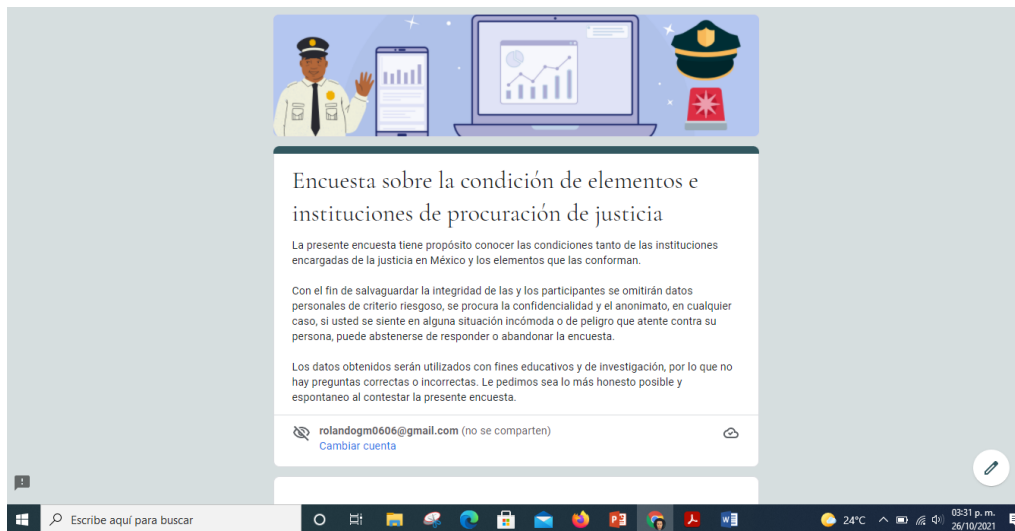 Encuesta sobre la condición de elementos e
instituciones de procuración de justicia
La presente encuesta tiene propósito conocer las condiciones tanto de las instituciones
encargadas de la justicia en México y los elementos que las conforman.
Con el fin de salvaguardar la integridad de las y los participantes se omitirán datos
personales de criterio riesgoso, se procura la confidencialidad y el anonimato, en cualquier
caso, si usted se siente en alguna situación incómoda o de peligro que atente contra su
persona, puede abstenerse de responder o abandonar la encuesta.
Los datos obtenidos serán utilizados con fines educativos y de investigación, por lo que no
hay preguntas correctas o incorrectas. Le pedimos sea lo más honesto posible y
espontaneo al contestar la presente encuesta.
rolandogm0606@gmail.com (no se comparten)
Cambiar cuenta
Escribe aquí para buscar
24°C
03:31 p. m.
26/10/2021